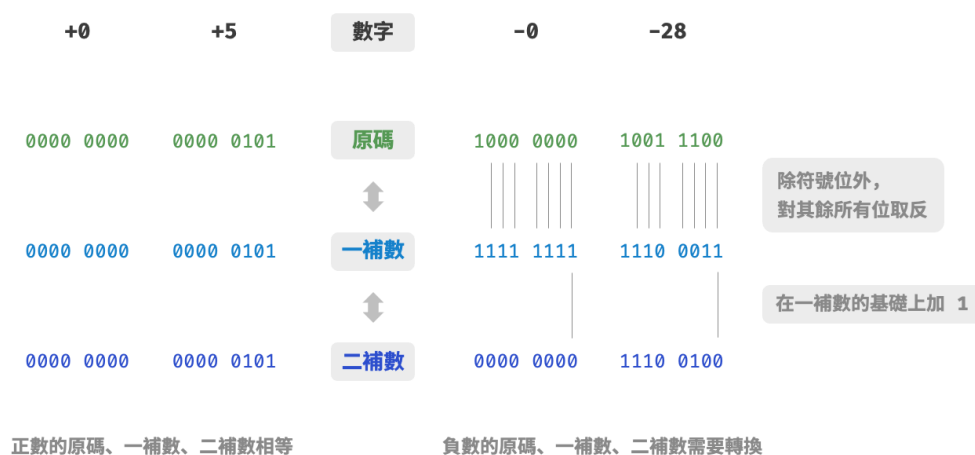 +0 +5 數字 -0 -28
0000 0000 0000 0101 原碼 1000 0000 1001 1100
除符號位外，
對其餘所有位取反
0000 0000 0000 0101 一補數 1111 1111 1110 0011
在一補數的基礎上加 1
0000 0000 0000 0101 二補數 0000 0000 1110 0100
正數的原碼、一補數、二補數相等
負數的原碼、一補數、二補數需要轉換